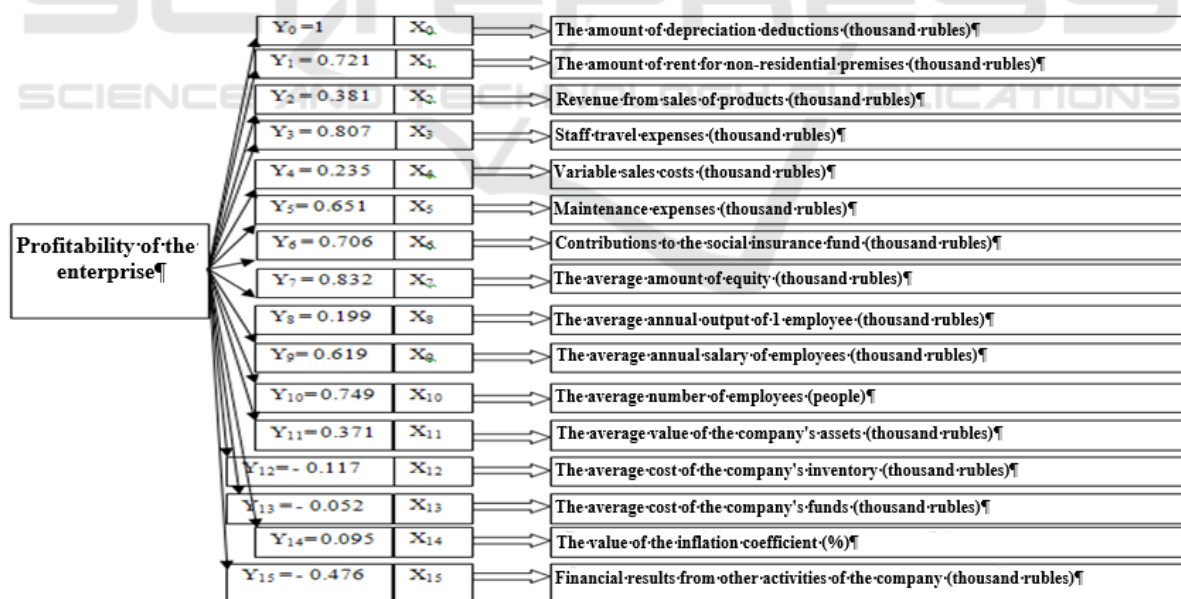 SCIENCE AND TECHNOLOGY PUBLICATIONS
Profitability·of·the·
enterprise¶
Y₀ =1 X₀ The·amount·of·depreciation·deductions·(thousand·rubles)¶
Y₁ = 0.721 X₁ The·amount·of·rent·for·non-residential·premises·(thousand·rubles)¶
Y₂ = 0.381 X₂ Revenue·from·sales·of·products·(thousand·rubles)¶
Y₃ = 0.807 X₃ Staff·travel·expenses·(thousand·rubles)¶
Y₄ = 0.235 X₄ Variable·sales·costs·(thousand·rubles)¶
Y₅ = 0.651 X₅ Maintenance·expenses·(thousand·rubles)¶
Y₆ = 0.706 X₆ Contributions·to·the·social·insurance·fund·(thousand·rubles)¶
Y₇ = 0.832 X₇ The·average·amount·of·equity·(thousand·rubles)¶
Y₈ = 0.199 X₈ The·average·annual·output·of·1·employee·(thousand·rubles)¶
Y₉= 0.619 X₉ The·average·annual·salary·of·employees·(thousand·rubles)¶
Y₁₀=0.749 X₁₀ The·average·number·of·employees·(people)¶
Y₁₁=0.371 X₁₁ The·average·value·of·the·company's·assets·(thousand·rubles)¶
Y₁₂=- 0.117 X₁₂ The·average·cost·of·the·company's·inventory·(thousand·rubles)¶
Y₁₃ =- 0.052 X₁₃ The·average·cost·of·the·company's·funds·(thousand·rubles)¶
Y₁₄=0.095 X₁₄ The·value·of·the·inflation·coefficient·(%)¶
Y₁₅ =- 0.476 X₁₅ Financial·results·from·other·activities·of·the·company·(thousand·rubles)¶